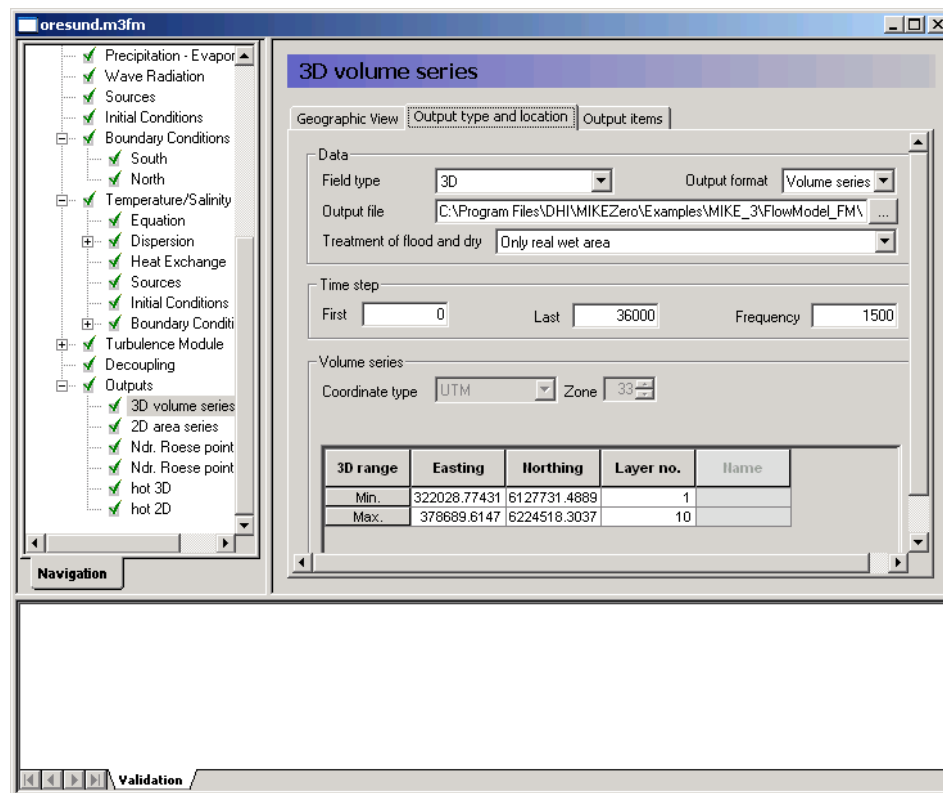 oresund.m3fm
Precipitation - Evapor
Wave Radiation
Sources
Initial Conditions
Boundary Conditions
South
North
Temperature/Salinity
Equation
Dispersion
Heat Exchange
Sources
Initial Conditions
Boundary Conditi
Turbulence Module
Decoupling
Outputs
3D volume series
2D area series
Ndr. Roese point
Ndr. Roese point
hot 3D
hot 2D
Navigation
3D volume series
Geographic View Output type and location Output items
Data
Field type 3D Output format Volume series
Output file C:\Program Files\DHI\MIKEZero\Examples\MIKE_3\FlowModel_FM\ ...
Treatment of flood and dry Only real wet area
Time step
First 0 Last 36000 Frequency 1500
Volume series
Coordinate type UTM Zone 33
3D range Easting Northing Layer no. Name
Min. 322028.77431 6127731.4889 1
Max. 378689.6147 6224518.3037 10
Validation